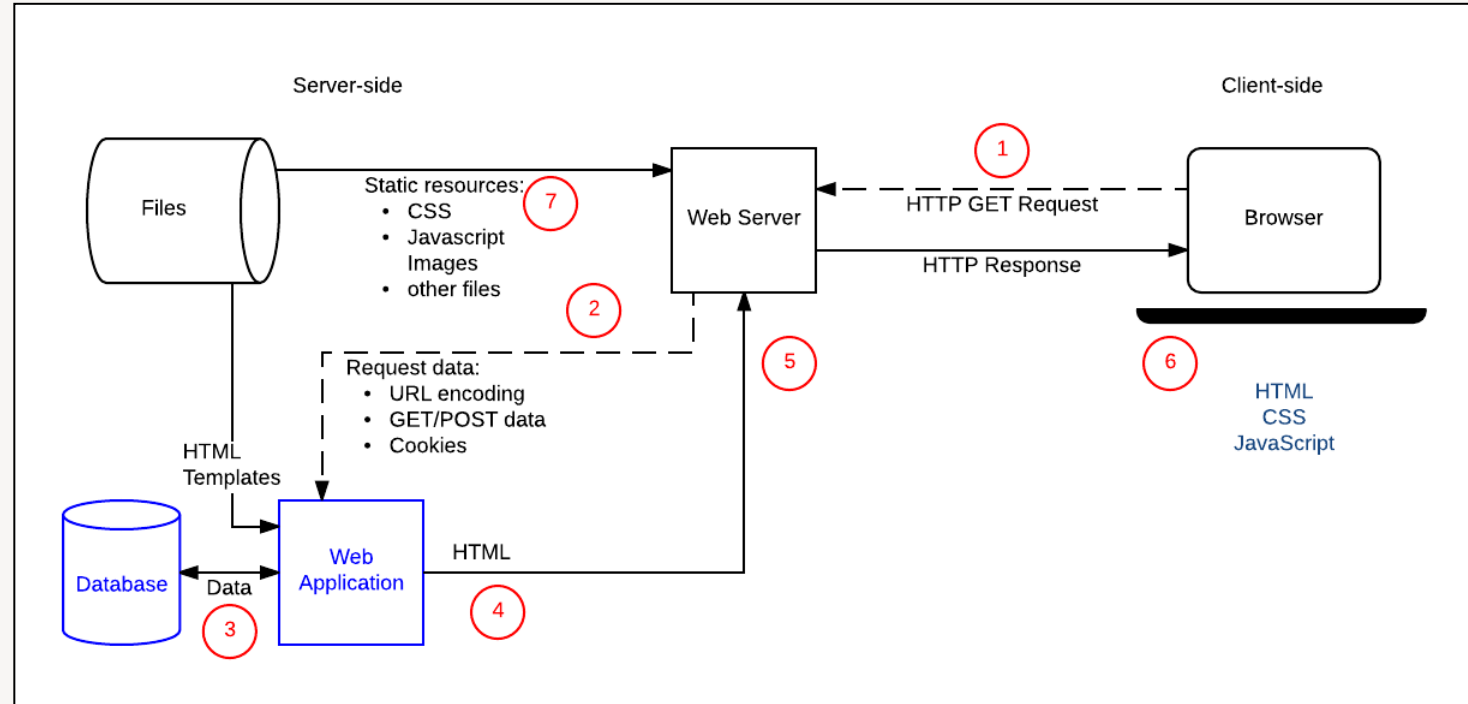 Server-side
Client-side
1
Files
Static resources:
• CSS
• Javascript
Images
• other files
7
Web Server
HTTP GET Request
HTTP Response
Browser
2
Request data:
• URL encoding
• GET/POST data
• Cookies
5
6
HTML
CSS
JavaScript
HTML
Templates
Database
Data
3
Web
Application
HTML
4